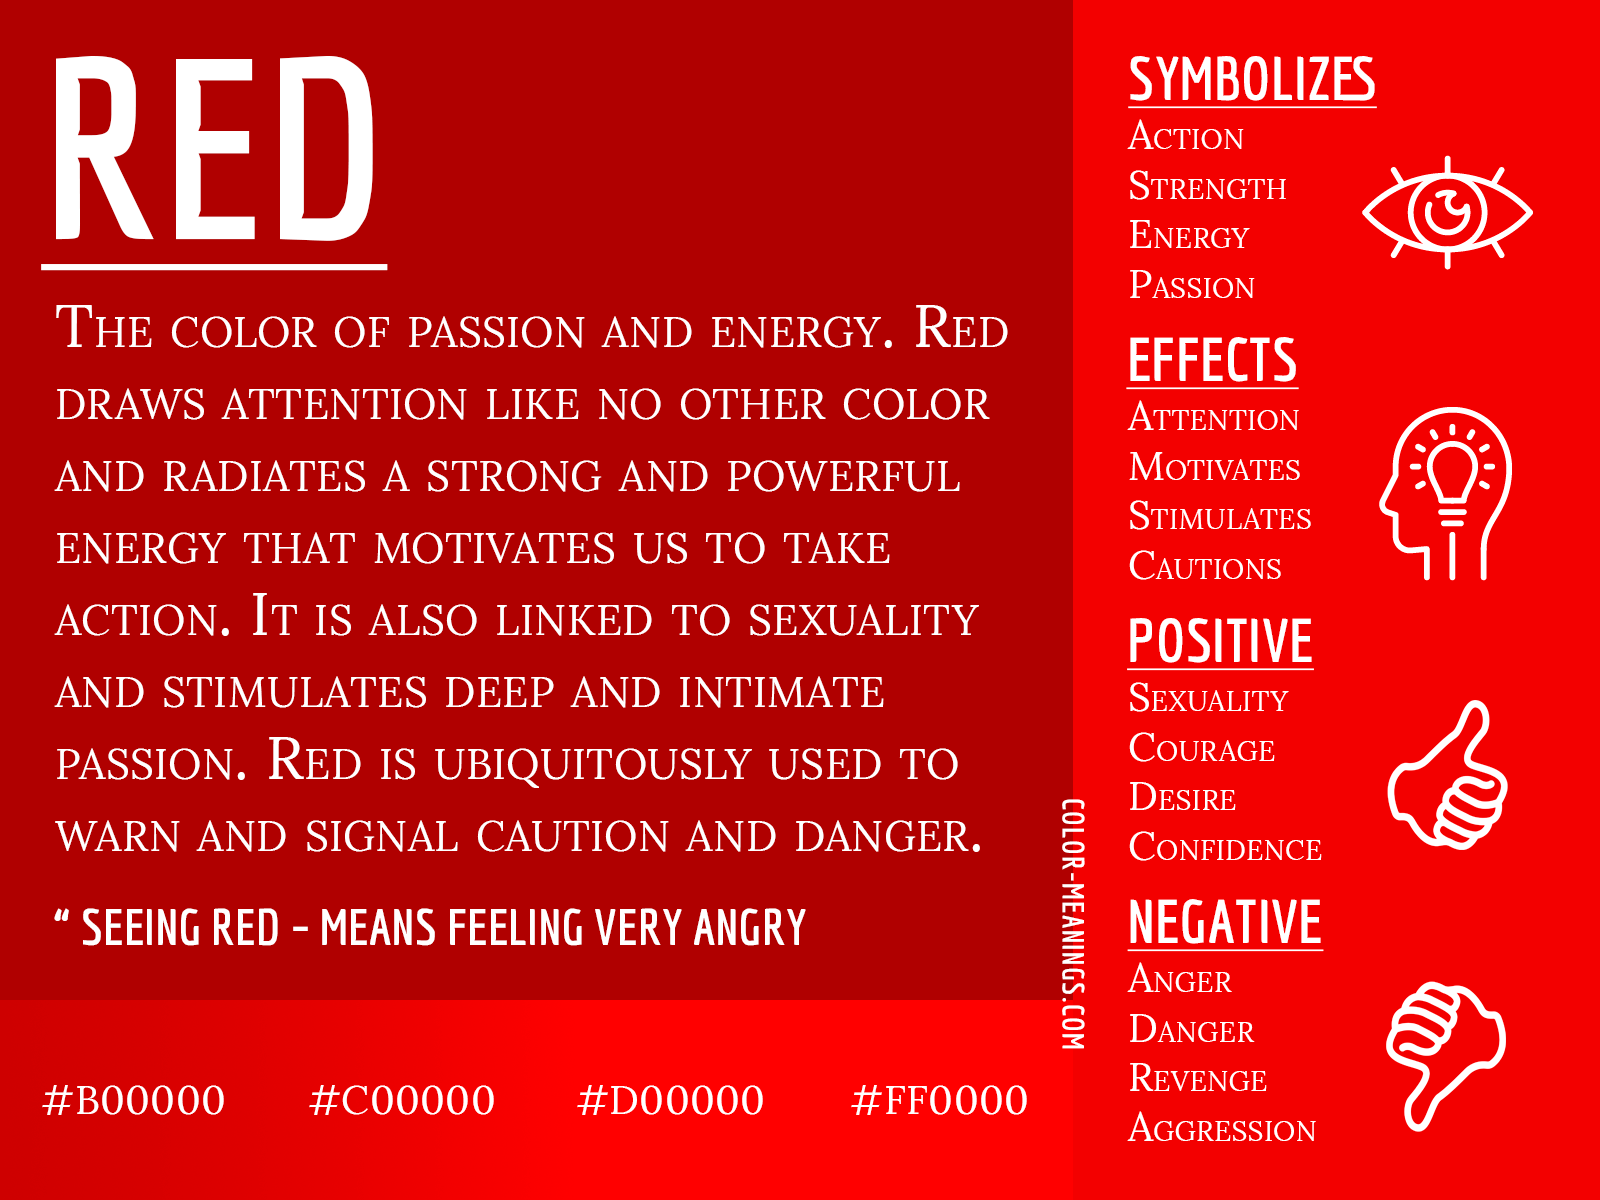 RED
The color of passion and energy. Red
draws attention like no other color
and radiates a strong and powerful
energy that motivates us to take
action. It is also linked to sexuality
and stimulates deep and intimate
passion. Red is ubiquitously used to
warn and signal caution and danger.
“ SEEING RED – MEANS FEELING VERY ANGRY
#B00000
#C00000
#D00000
#FF0000
COLOR-MEANINGS.COM
SYMBOLIZES
Action
Strength
Energy
Passion
EFFECTS
Attention
Motivates
Stimulates
Cautions
POSITIVE
Sexuality
Courage
Desire
Confidence
NEGATIVE
Anger
Danger
Revenge
Aggression